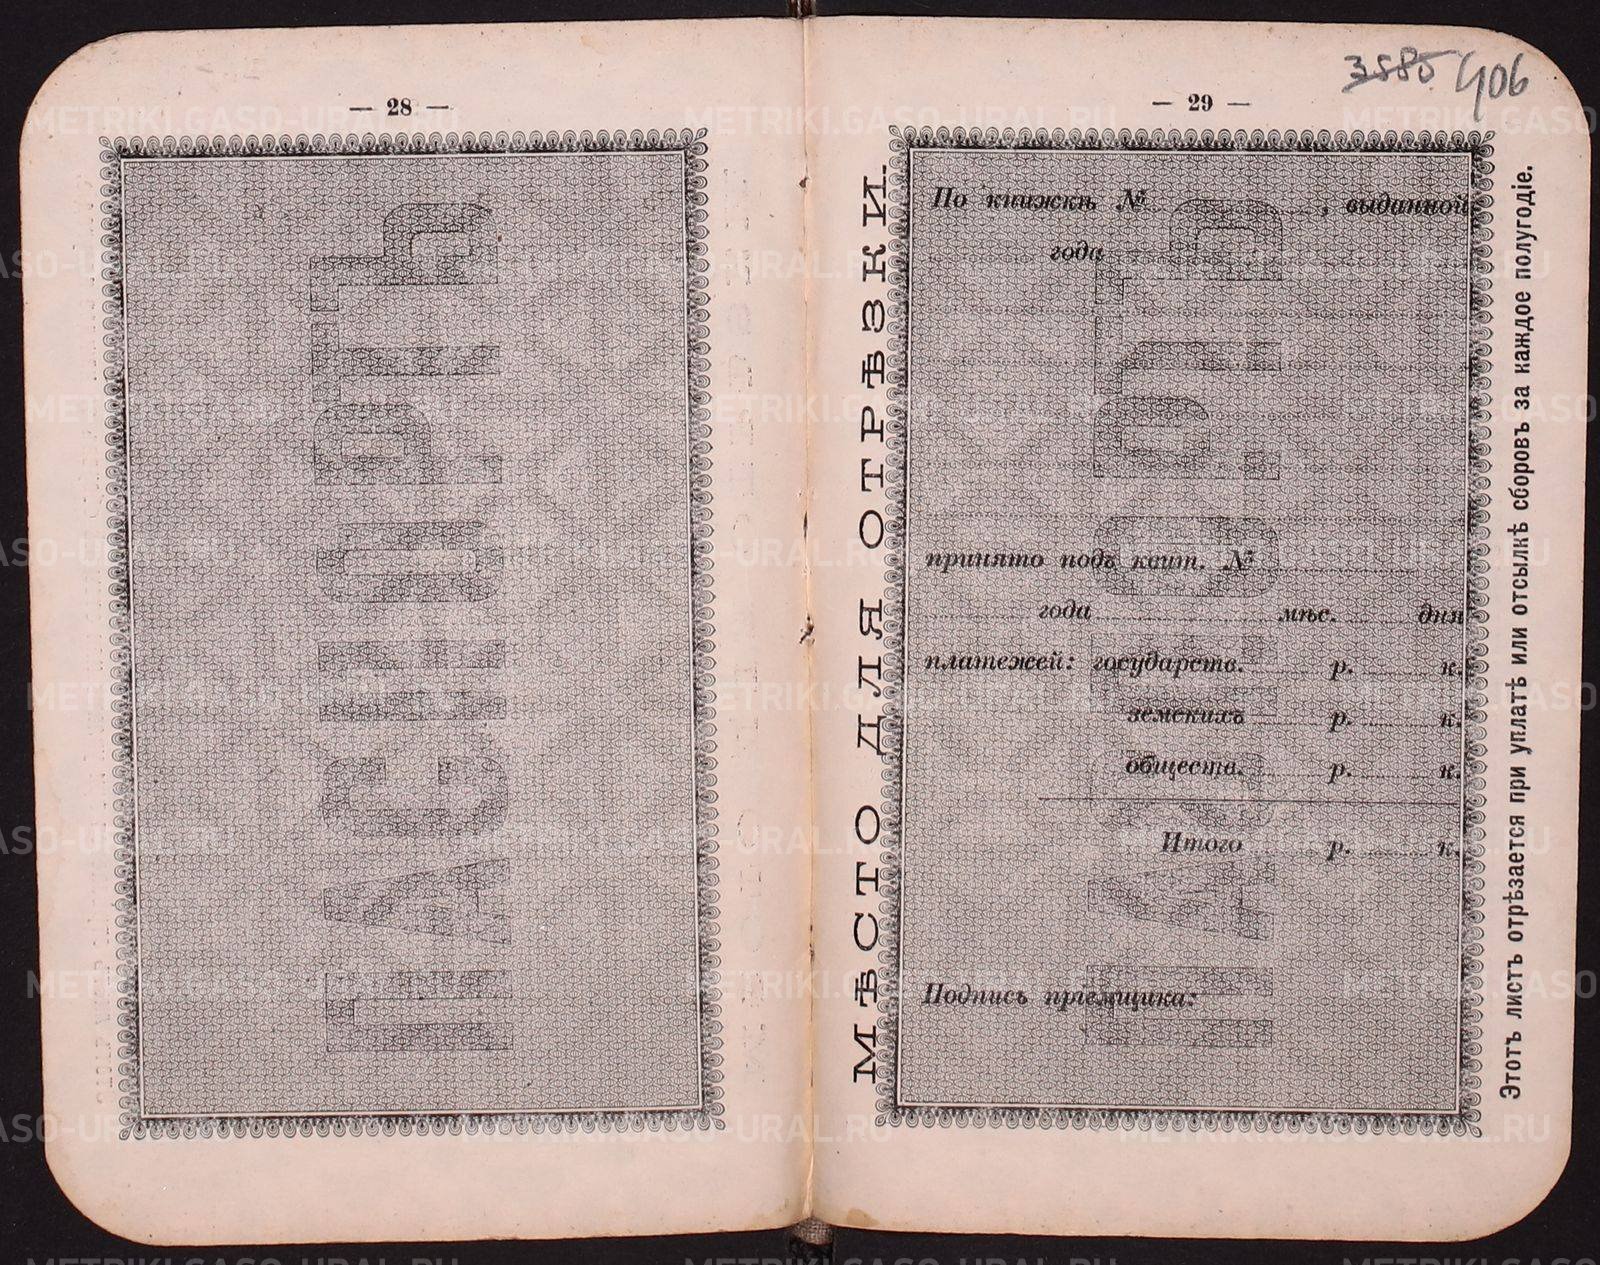 — 28 —
ПАСПОРТЪ
— 29 —
3585 406
МѢСТО ДЛЯ ОТРѢЗКИ.
ПАСПОРТЪ
По книжкѣ № , выданной
года
принято подъ квит. №
года мѣс. дня
платежей: государств. р. к.
земскихъ р. к.
обществ. р. к.
Итого р. к.
Подпись пріемщика:
Этотъ листъ отрѣзается при уплатѣ или отсылкѣ сборовъ за каждое полугодіе.
METRIKI.GASO-URAL.RU